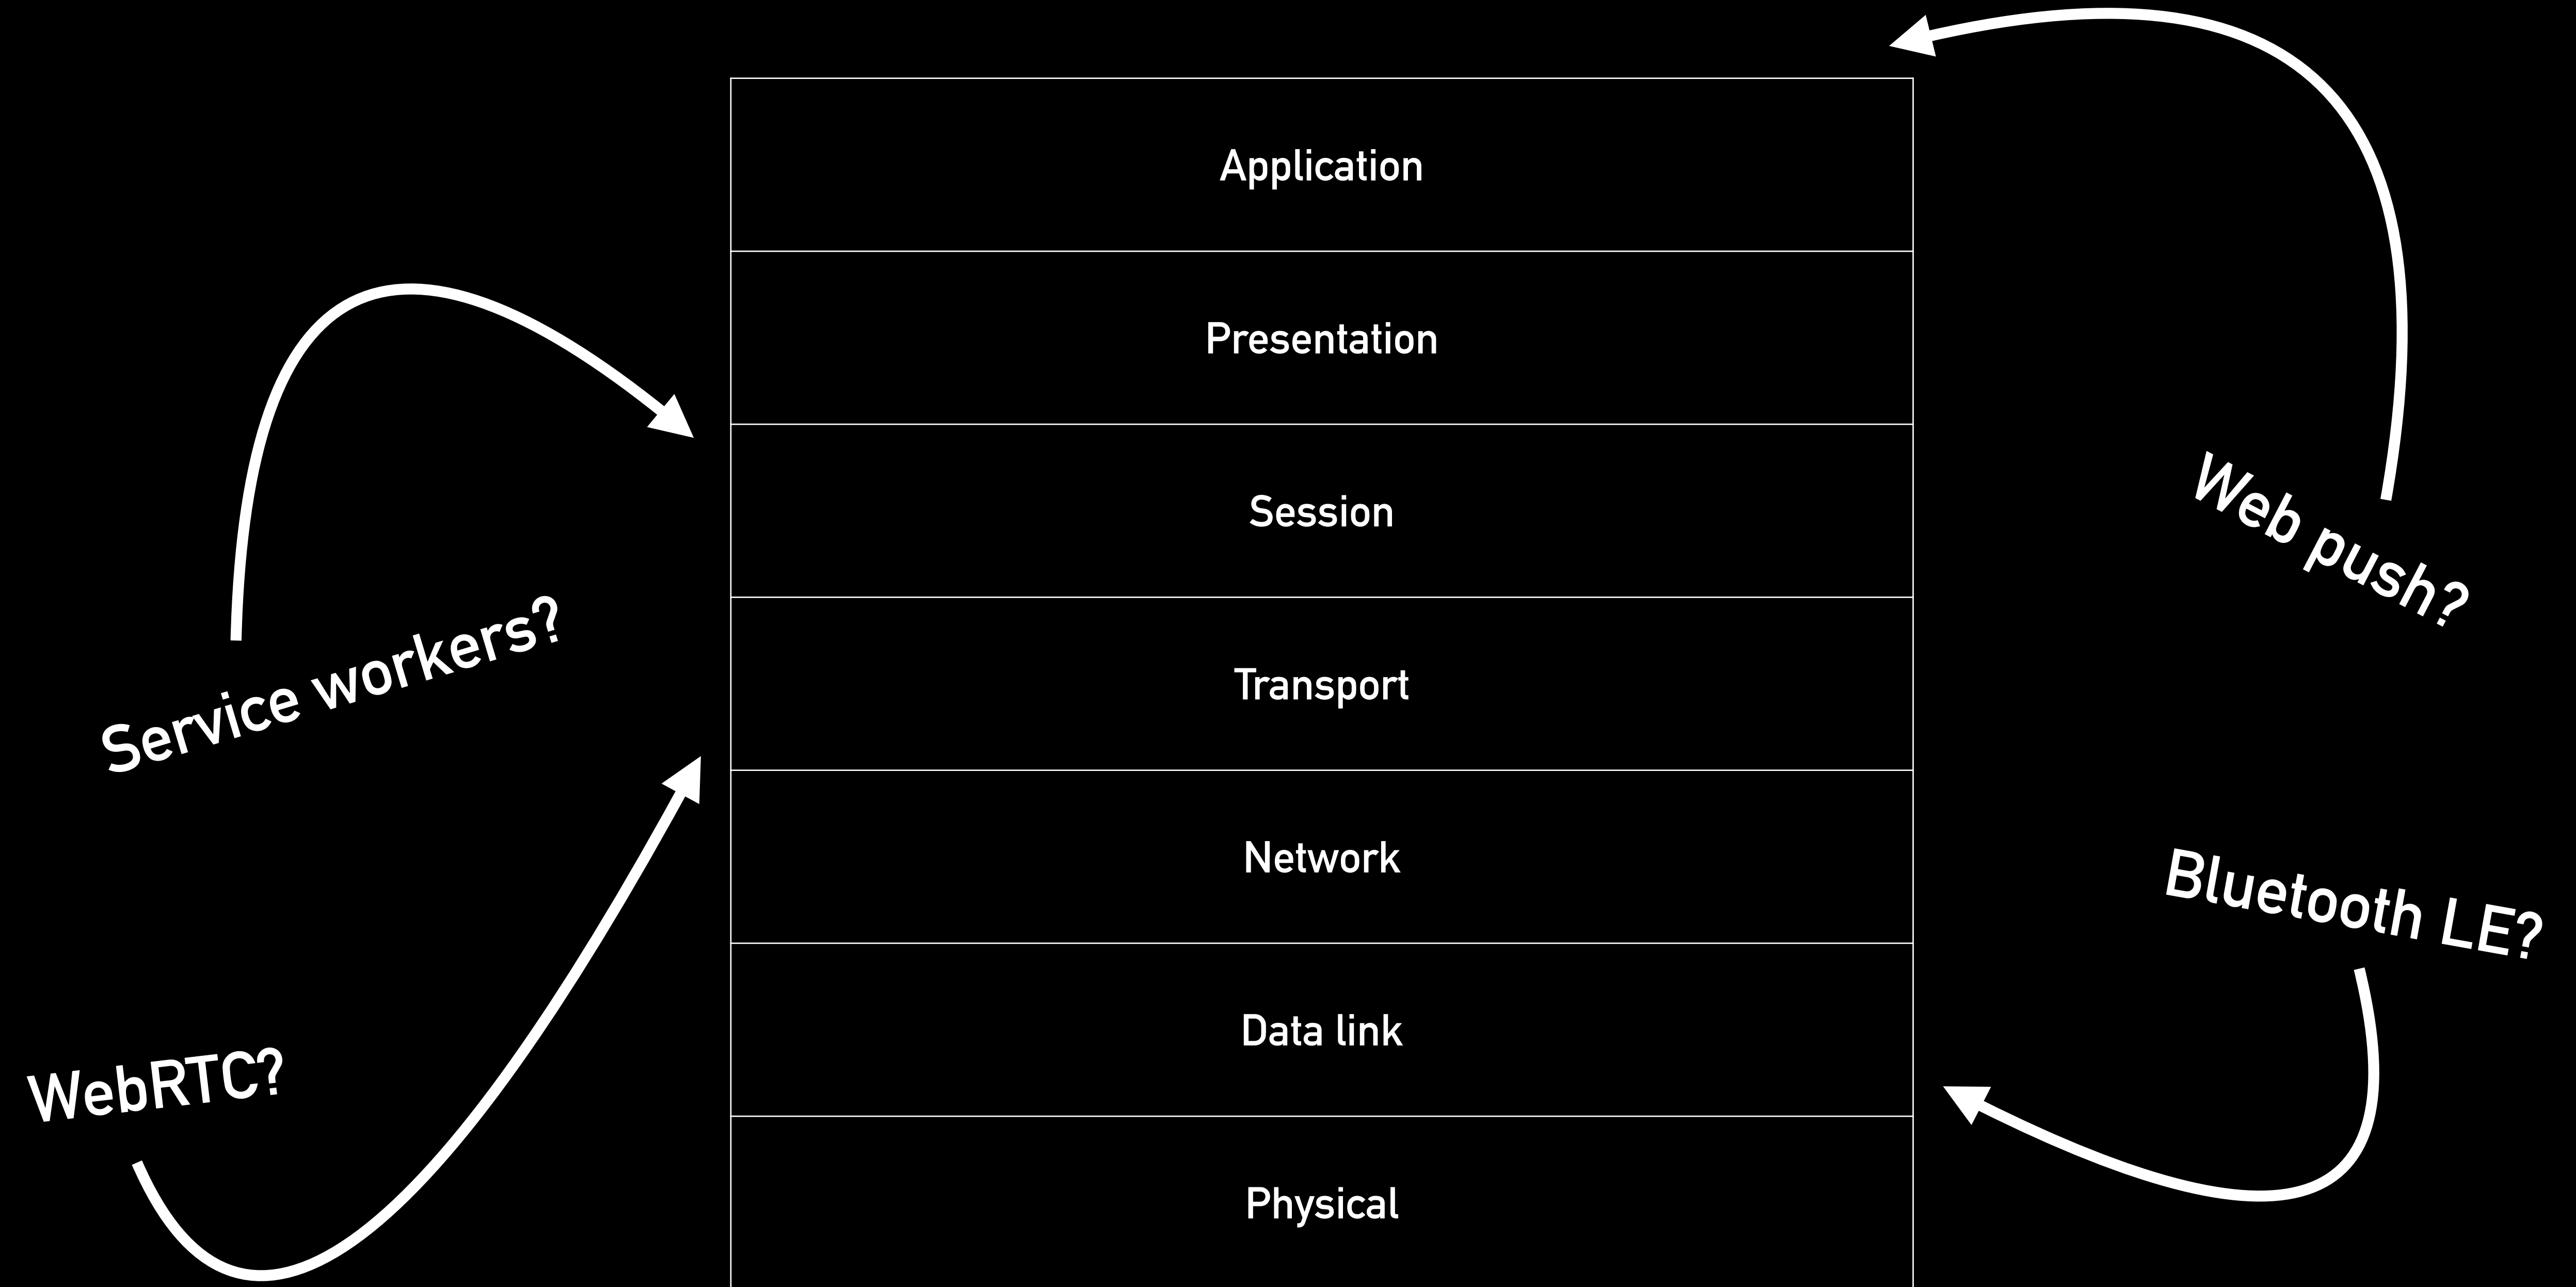 Application
Presentation
Session
Transport
Network
Data link
Physical
Service workers?
WebRTC?
Web push?
Bluetooth LE?